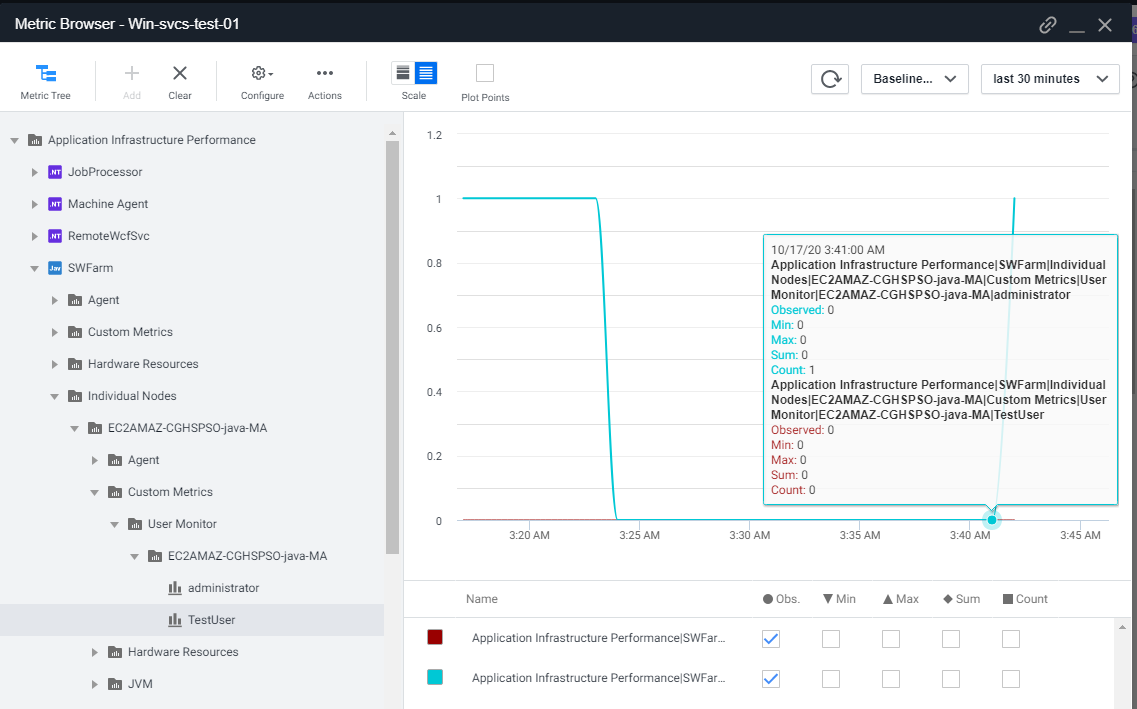 Metric Browser - Win-svcs-test-01
Metric Tree
Add
Clear
Configure
Actions
Scale
Plot Points
Baseline...
last 30 minutes
Application Infrastructure Performance
.NT JobProcessor
.NT Machine Agent
.NT RemoteWcfSvc
Jav SWFarm
Agent
Custom Metrics
Hardware Resources
Individual Nodes
EC2AMAZ-CGHSPSO-java-MA
Agent
Custom Metrics
User Monitor
EC2AMAZ-CGHSPSO-java-MA
administrator
TestUser
Hardware Resources
JVM
1.2
1
0.8
0.6
0.4
0.2
0
3:20 AM 3:25 AM 3:30 AM 3:35 AM 3:40 AM 3:45 AM
10/17/20 3:41:00 AM
Application Infrastructure Performance|SWFarm|Individual
Nodes|EC2AMAZ-CGHSPSO-java-MA|Custom Metrics|User
Monitor|EC2AMAZ-CGHSPSO-java-MA|administrator
Observed: 0
Min: 0
Max: 0
Sum: 0
Count: 1
Application Infrastructure Performance|SWFarm|Individual
Nodes|EC2AMAZ-CGHSPSO-java-MA|Custom Metrics|User
Monitor|EC2AMAZ-CGHSPSO-java-MA|TestUser
Observed: 0
Min: 0
Max: 0
Sum: 0
Count: 0
Name Obs. Min Max Sum Count
Application Infrastructure Performance|SWFar...
Application Infrastructure Performance|SWFar...